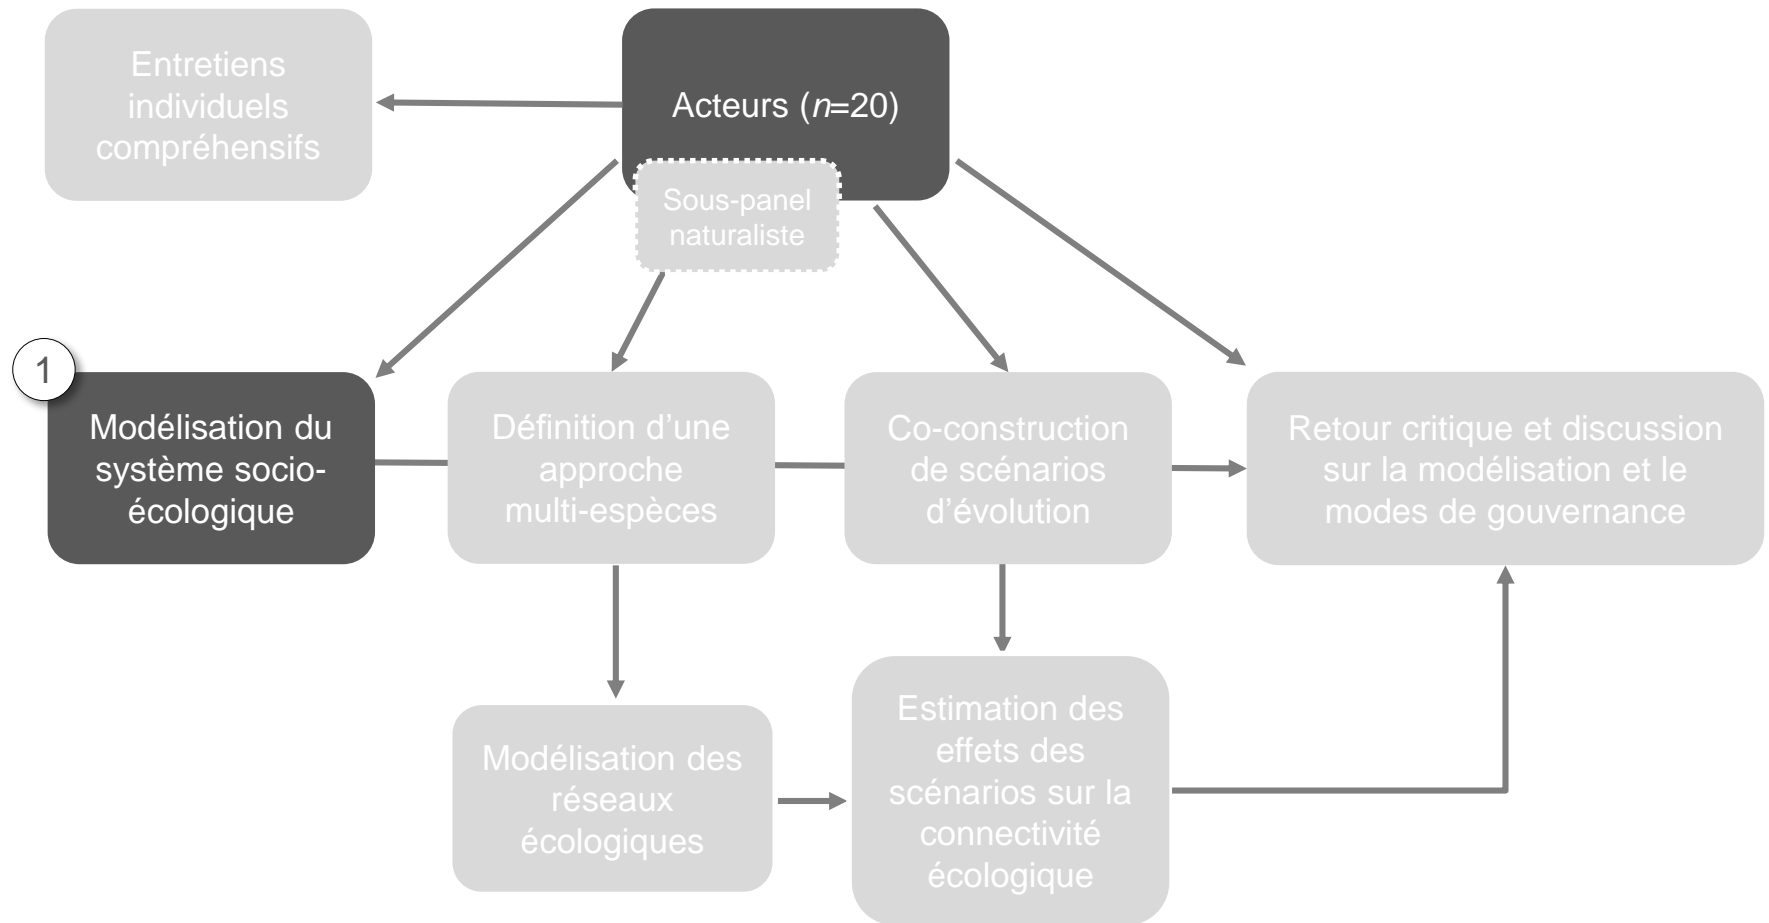 Entretiens
individuels
compréhensifs
Acteurs (n=20)
Sous-panel
naturaliste
1
Modélisation du
système socio-
écologique
Définition d’une
approche
multi-espèces
Co-construction
de scénarios
d’évolution
Retour critique et discussion
sur la modélisation et le
modes de gouvernance
Modélisation des
réseaux
écologiques
Estimation des
effets des
scénarios sur la
connectivité
écologique